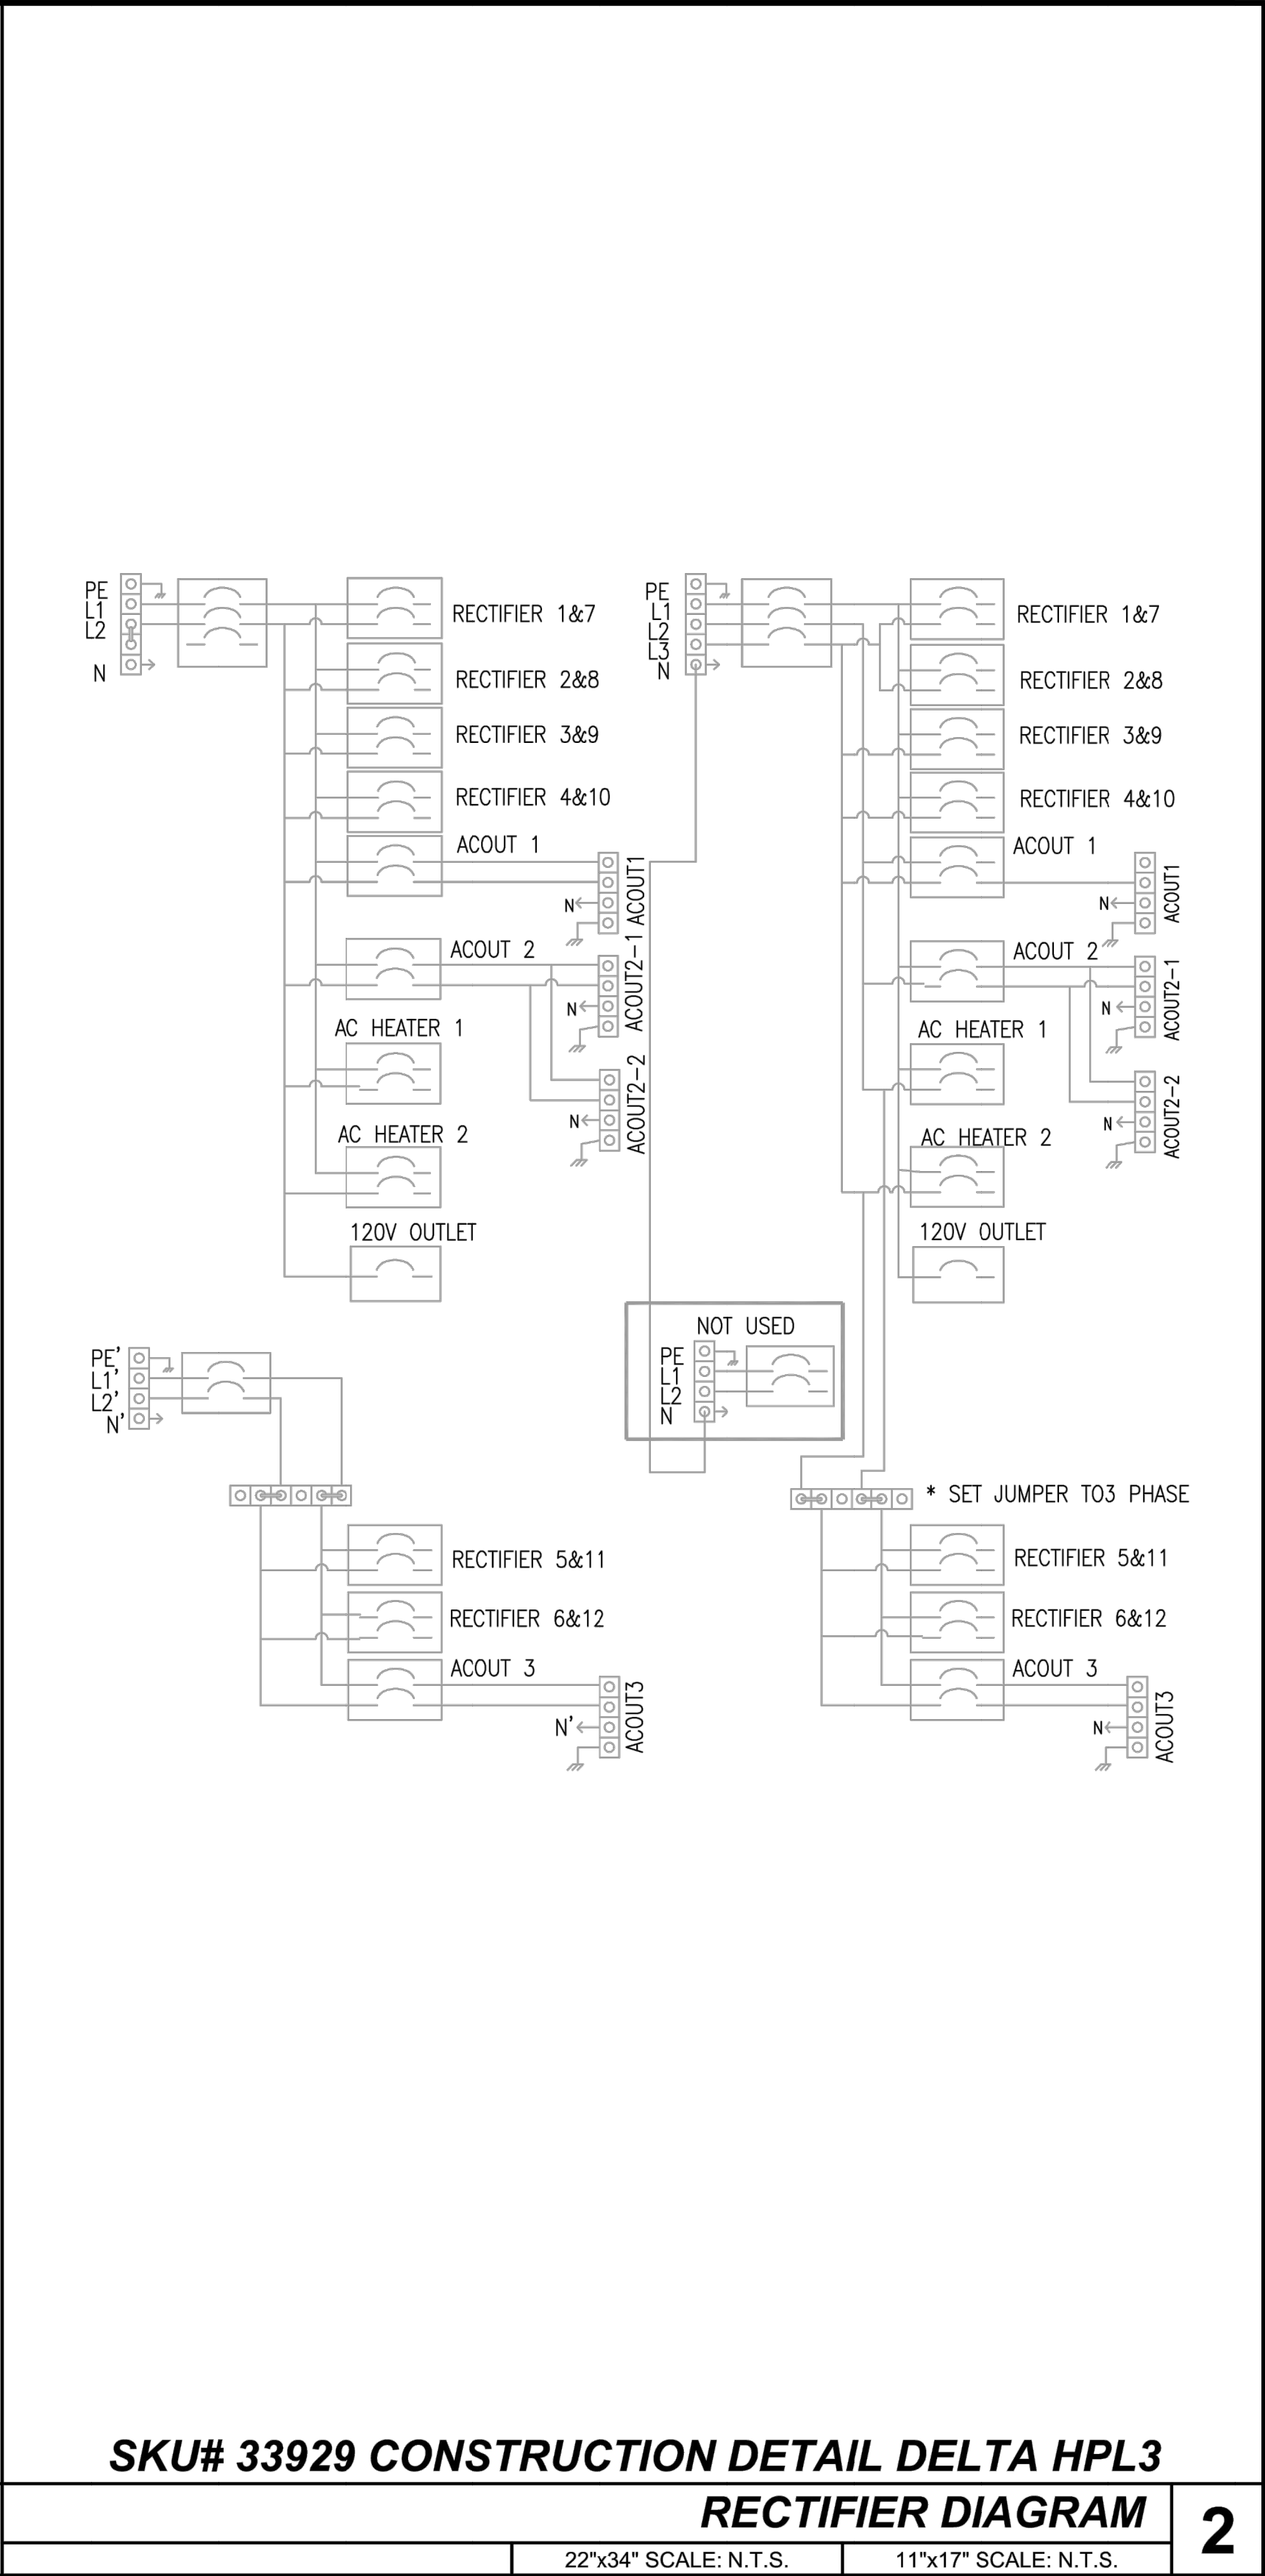 PE
L1
L2
N
RECTIFIER 1&7
RECTIFIER 2&8
RECTIFIER 3&9
RECTIFIER 4&10
ACOUT 1
N
ACOUT1
ACOUT 2
N
ACOUT2-1
AC HEATER 1
N
ACOUT2-2
AC HEATER 2
120V OUTLET
PE
L1
L2
L3
N
RECTIFIER 1&7
RECTIFIER 2&8
RECTIFIER 3&9
RECTIFIER 4&10
ACOUT 1
N
ACOUT1
ACOUT 2
N
ACOUT2-1
AC HEATER 1
N
ACOUT2-2
AC HEATER 2
120V OUTLET
NOT USED
PE
L1
L2
N
PE'
L1'
L2'
N'
RECTIFIER 5&11
RECTIFIER 6&12
ACOUT 3
N'
ACOUT3
* SET JUMPER TO3 PHASE
RECTIFIER 5&11
RECTIFIER 6&12
ACOUT 3
N
ACOUT3
SKU# 33929 CONSTRUCTION DETAIL DELTA HPL3
RECTIFIER DIAGRAM
2
22"x34" SCALE: N.T.S.
11"x17" SCALE: N.T.S.